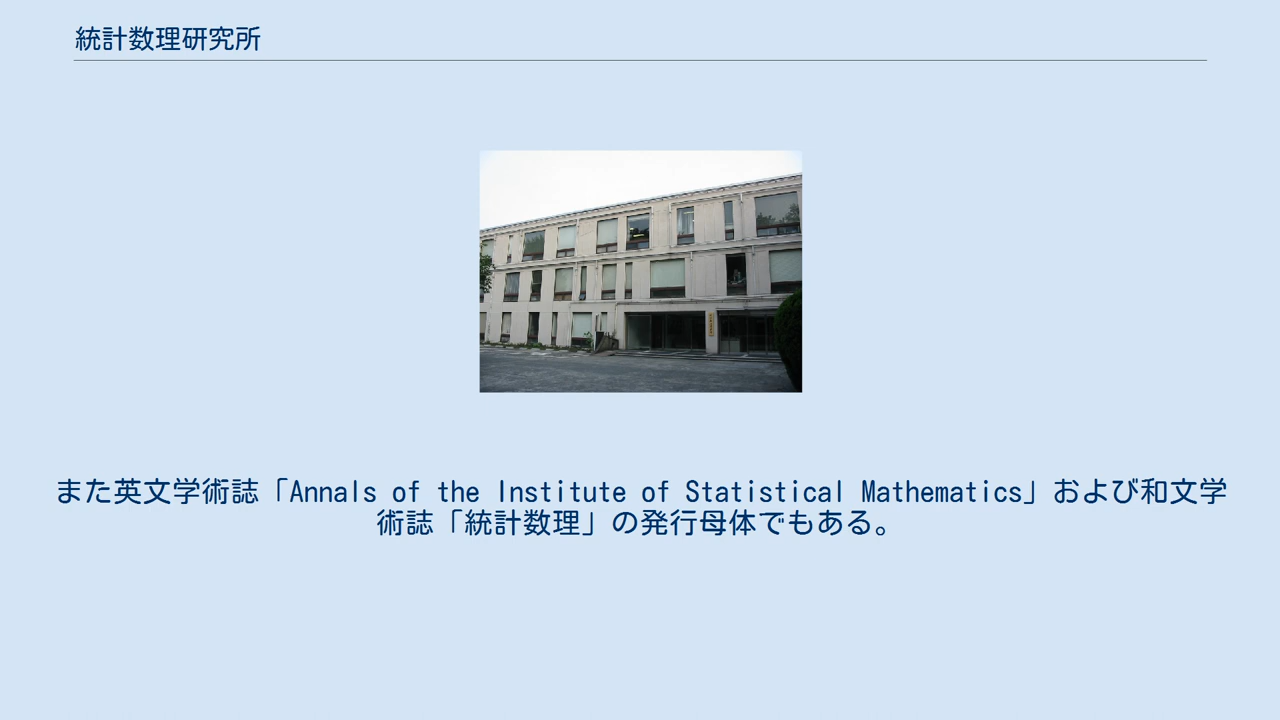 統計数理研究所
また英文学術誌「Annals of the Institute of Statistical Mathematics」および和文学
術誌「統計数理」の発行母体でもある。